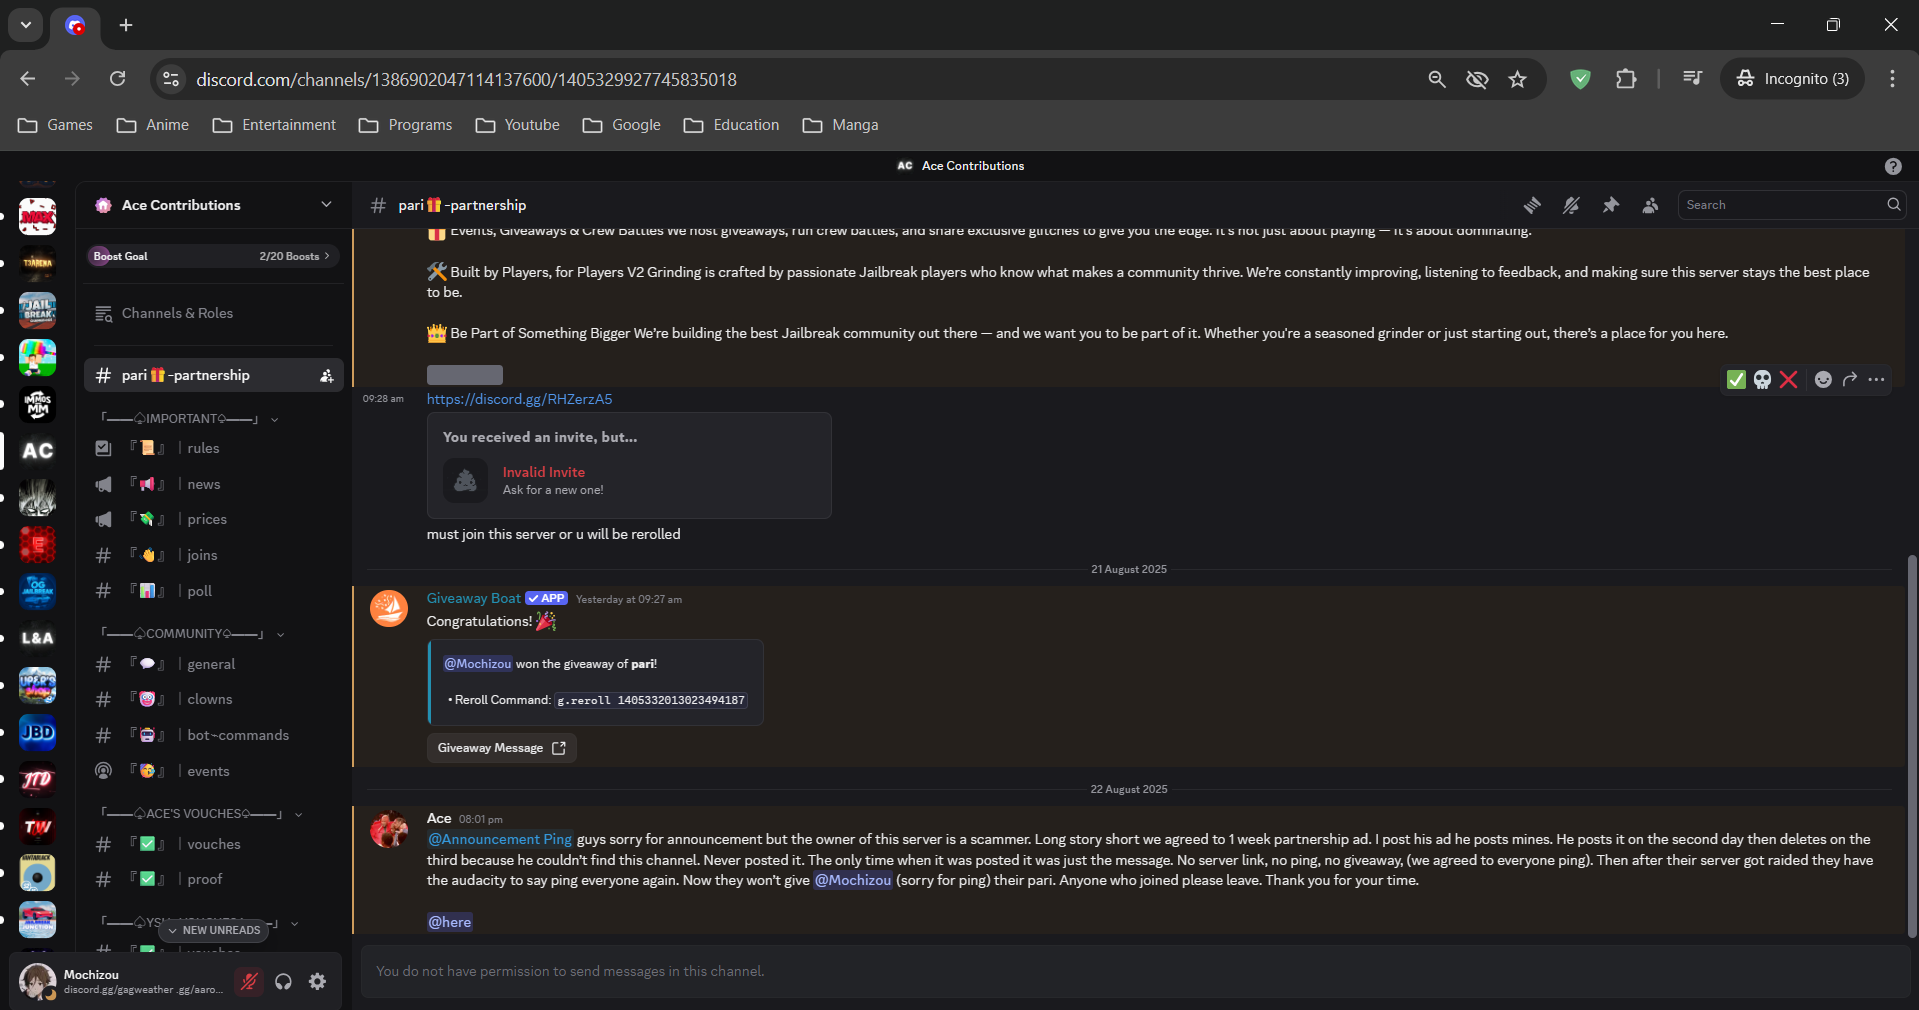 discord.com/channels/1386902047114137600/1405329927745835018
Incognito (3)
Games
Anime
Entertainment
Programs
Youtube
Google
Education
Manga
AC Ace Contributions
Ace Contributions
# pari🎁-partnership
Search
Boost Goal
2/20 Boosts >
Channels & Roles
# pari🎁-partnership
「——♤IMPORTANT♤——」
『📜』 | rules
『📢』 | news
『💸』 | prices
# 『👋』 | joins
# 『📊』 | poll
「——♤COMMUNITY♤——」
# 『💬』 | general
# 『🤡』 | clowns
# 『🤖』 | bot~commands
『🥳』 | events
「——♤ACE'S VOUCHES♤——」
# 『✅』 | vouches
# 『✅』 | proof
NEW UNREADS
MAX
JAIL
BREAK
IMMOS
MM
AC
E
OG
JAILBREAK
L&A
JBD
JTD
TW
Mochizou
discord.gg/gagweather .gg/aaro...
🎁 Events, Giveaways & Crew Battles We host giveaways, run crew battles, and share exclusive glitches to give you the edge. It's not just about playing — it's about dominating.
🛠️ Built by Players, for Players V2 Grinding is crafted by passionate Jailbreak players who know what makes a community thrive. We're constantly improving, listening to feedback, and making sure this server stays the best place
to be.
👑 Be Part of Something Bigger We're building the best Jailbreak community out there — and we want you to be part of it. Whether you're a seasoned grinder or just starting out, there's a place for you here.
09:28 am
https://discord.gg/RHZerzA5
You received an invite, but...
Invalid Invite
Ask for a new one!
must join this server or u will be rerolled
21 August 2025
Giveaway Boat ✓ APP Yesterday at 09:27 am
Congratulations! 🎉
@Mochizou won the giveaway of pari!
• Reroll Command: g.reroll 1405332013023494187
Giveaway Message
22 August 2025
Ace 08:01 pm
@Announcement Ping guys sorry for announcement but the owner of this server is a scammer. Long story short we agreed to 1 week partnership ad. I post his ad he posts mines. He posts it on the second day then deletes on the
third because he couldn't find this channel. Never posted it. The only time when it was posted it was just the message. No server link, no ping, no giveaway, (we agreed to everyone ping). Then after their server got raided they have
the audacity to say ping everyone again. Now they won't give @Mochizou (sorry for ping) their pari. Anyone who joined please leave. Thank you for your time.
@here
You do not have permission to send messages in this channel.